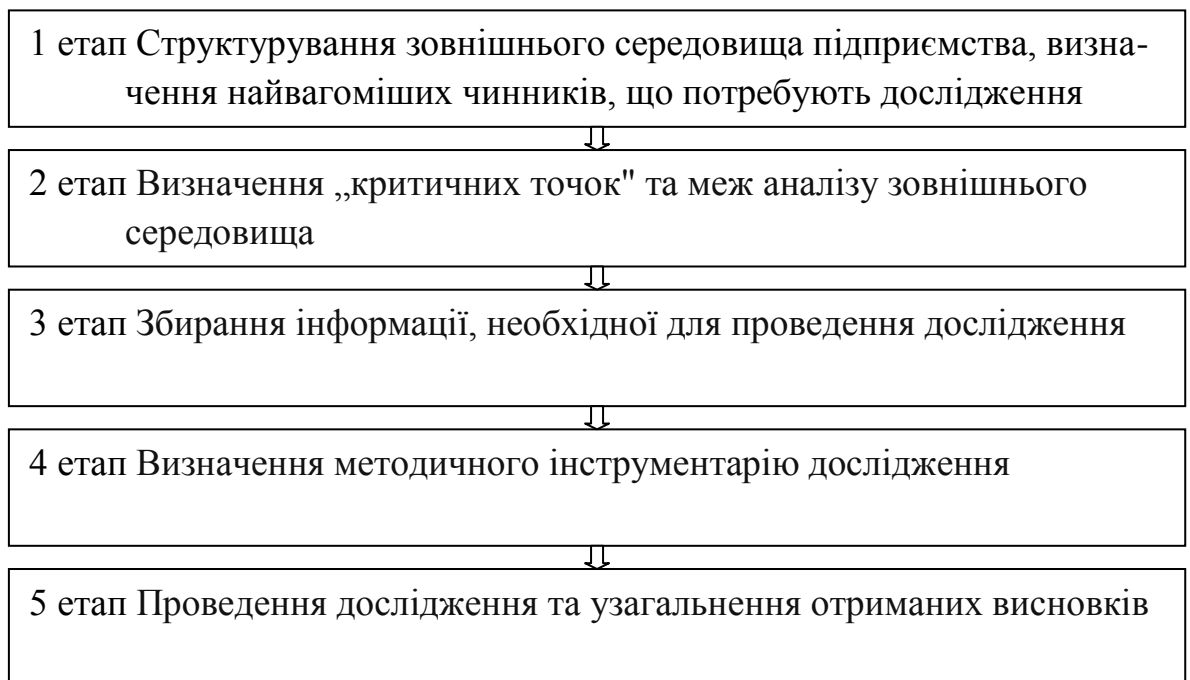 1 етап Структурування зовнішнього середовища підприємства, визна-
чення найвагоміших чинників, що потребують дослідження
2 етап Визначення „критичних точок" та меж аналізу зовнішнього
середовища
3 етап Збирання інформації, необхідної для проведення дослідження
4 етап Визначення методичного інструментарію дослідження
5 етап Проведення дослідження та узагальнення отриманих висновків